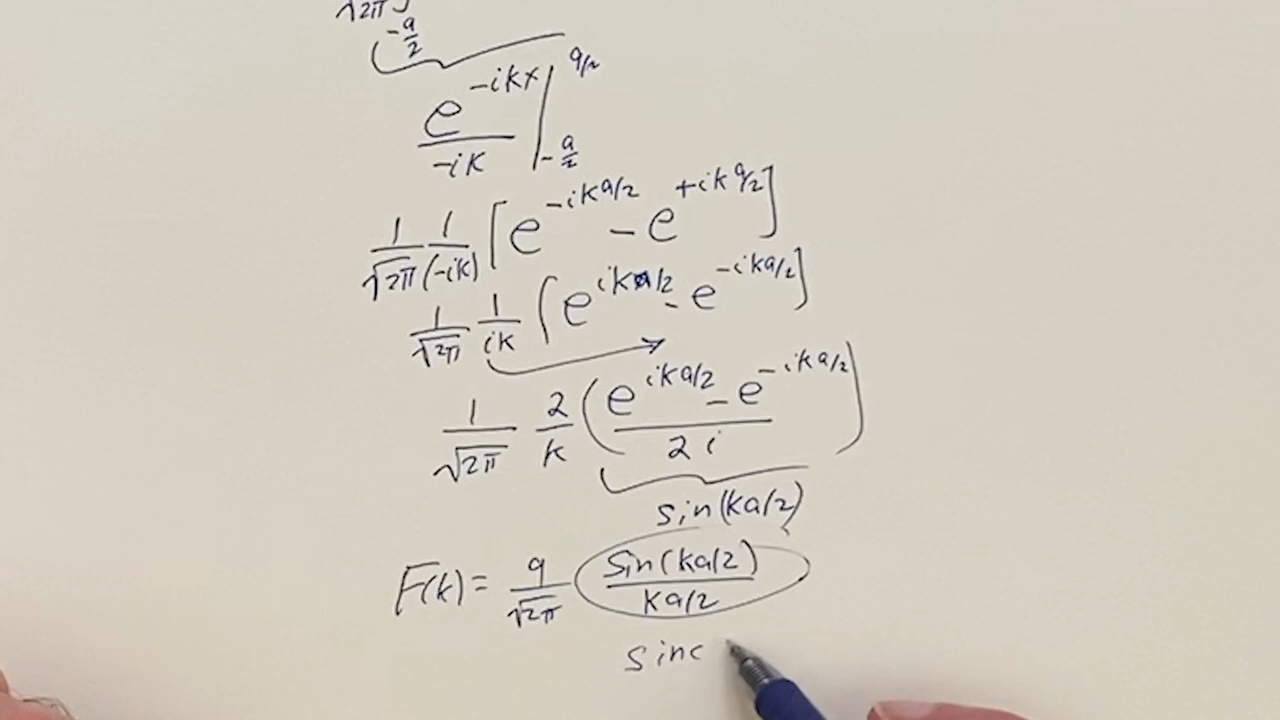 √2π
-a/2
e^-ikx / -ik | a/2 -a/2
1/√2π 1/(-ik) [e^-ika/2 - e^+ika/2]
1/√2π 1/ik [e^ika/2 - e^-ika/2]
1/√2π 2/k (e^ika/2 - e^-ika/2 / 2i)
sin(ka/2)
F(k) = a/√2π sin(ka/2) / ka/2
sinc